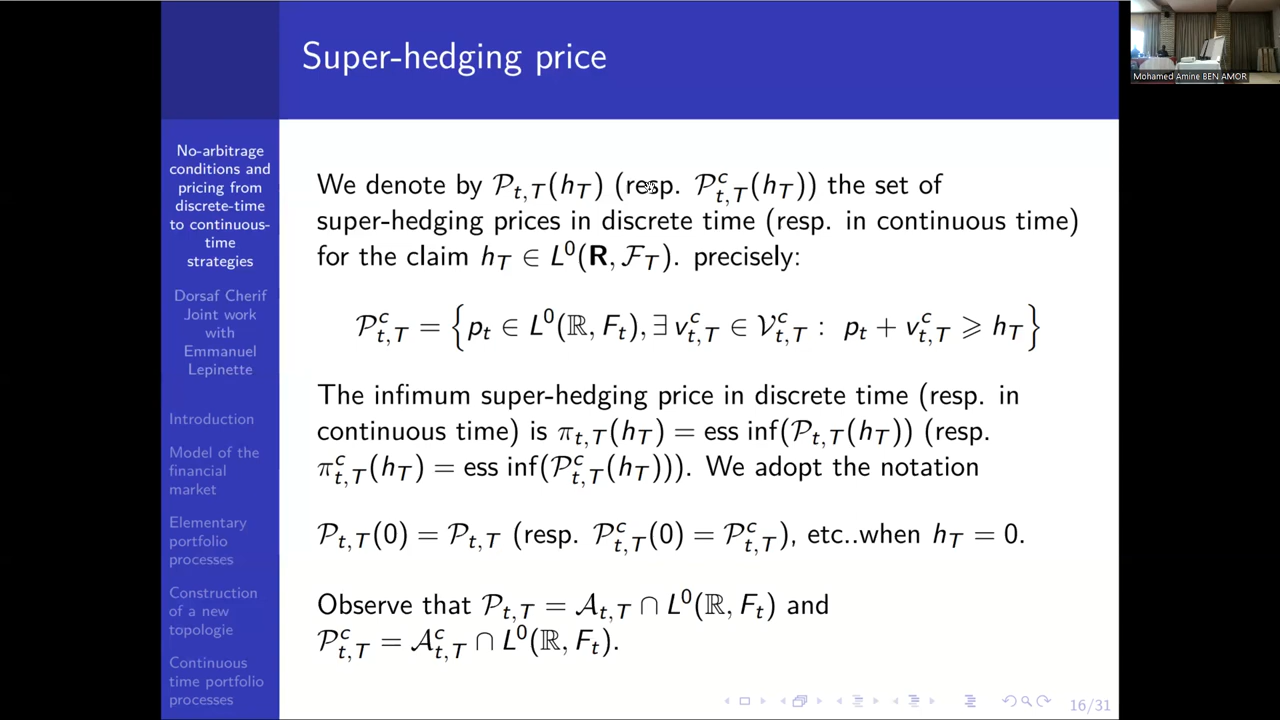 Super-hedging price
Mohamed Amine BEN AMOR
No-arbitrage
conditions and
pricing from
discrete-time
to continuous-
time
strategies
Dorsaf Cherif
Joint work
with
Emmanuel
Lepinette
Introduction
Model of the
financial
market
Elementary
portfolio
processes
Construction
of a new
topologie
Continuous
time portfolio
processes
We denote by 𝒫_{t,T}(h_T) (resp. 𝒫^c_{t,T}(h_T)) the set of
super-hedging prices in discrete time (resp. in continuous time)
for the claim h_T ∈ L^0(𝐑, ℱ_T). precisely:
𝒫^c_{t,T} = {p_t ∈ L^0(ℝ, F_t), ∃ v^c_{t,T} ∈ 𝒱^c_{t,T} : p_t + v^c_{t,T} ⩾ h_T}
The infimum super-hedging price in discrete time (resp. in
continuous time) is π_{t,T}(h_T) = ess inf(𝒫_{t,T}(h_T)) (resp.
π^c_{t,T}(h_T) = ess inf(𝒫^c_{t,T}(h_T))). We adopt the notation
𝒫_{t,T}(0) = 𝒫_{t,T} (resp. 𝒫^c_{t,T}(0) = 𝒫^c_{t,T}), etc..when h_T = 0.
Observe that 𝒫_{t,T} = 𝒜_{t,T} ∩ L^0(ℝ, F_t) and
𝒫^c_{t,T} = 𝒜^c_{t,T} ∩ L^0(ℝ, F_t).
16/31